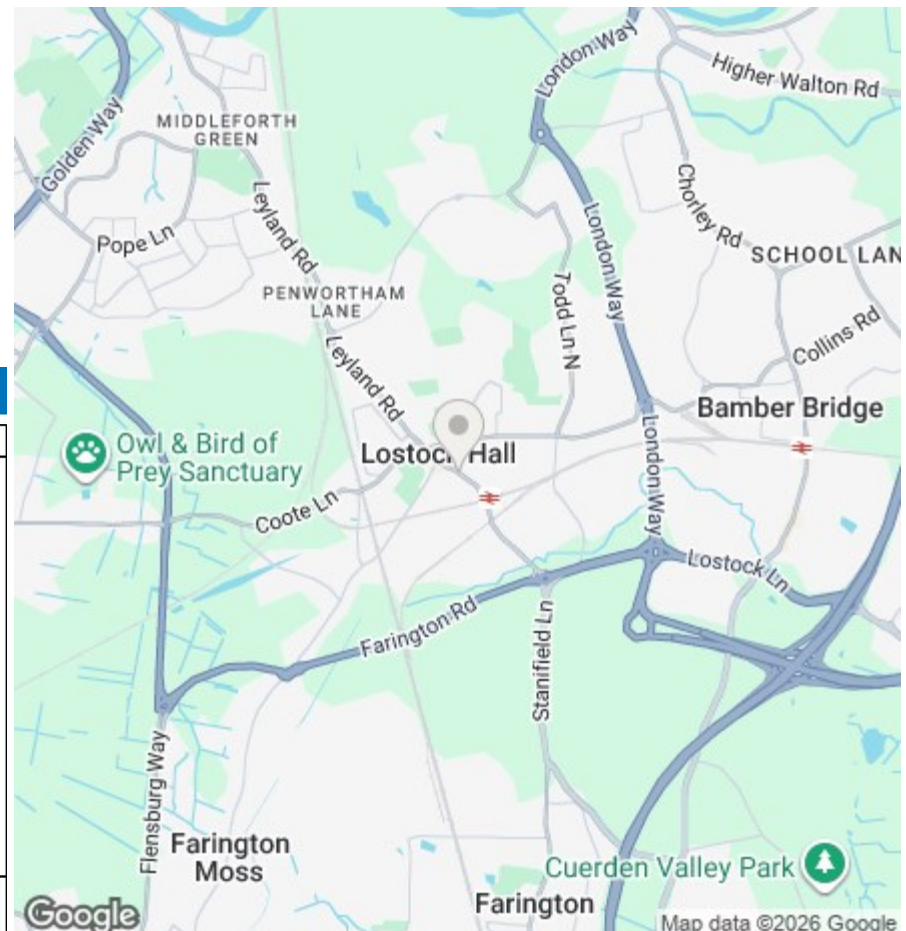 London Way
Higher Walton Rd
Golden Way
MIDDLEFORTH
GREEN
Leyland Rd
Chorley Rd
Pope Ln
London Way
SCHOOL LAN
PENWORTHAM
LANE
Todd Ln N
Collins Rd
Leyland Rd
Bamber Bridge
Owl & Bird of
Prey Sanctuary
Lostock Hall
London Way
Coote Ln
Lostock Ln
Farington Rd
Stanifield Ln
Flensburg Way
Farington
Moss
Cuerden Valley Park
Farington
Google
Map data ©2026 Google